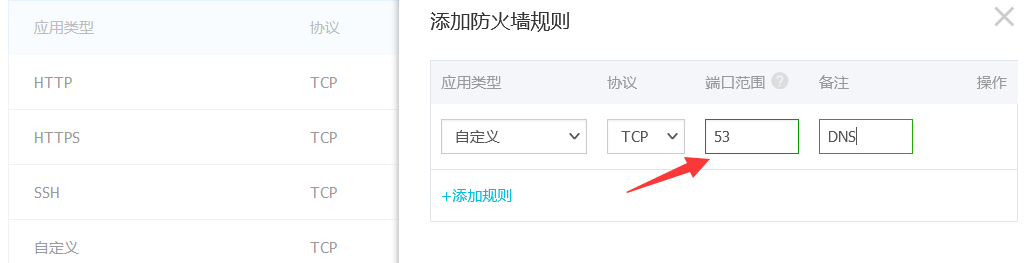 应用类型 协议
HTTP TCP
HTTPS TCP
SSH TCP
自定义 TCP
添加防火墙规则
应用类型 协议 端口范围 ? 备注 操作
自定义 TCP 53 DNS
+添加规则